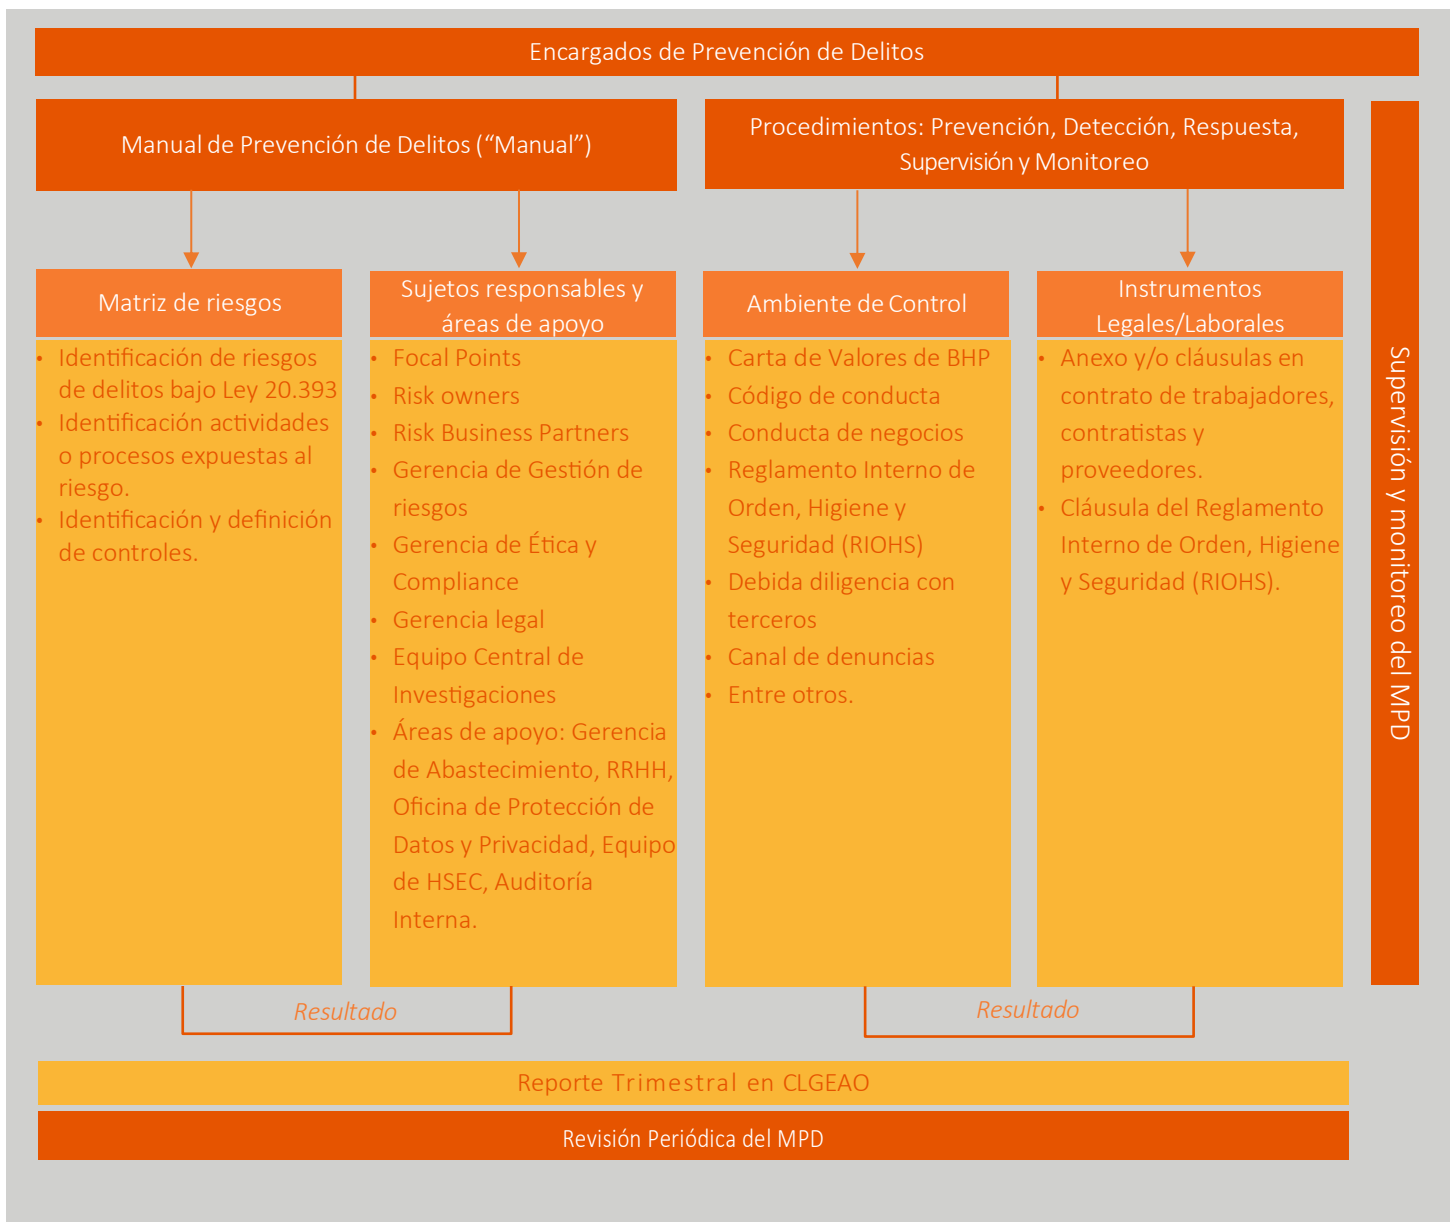 Encargados de Prevención de Delitos
Manual de Prevención de Delitos (“Manual”)
Procedimientos: Prevención, Detección, Respuesta,
Supervisión y Monitoreo
Matriz de riesgos
• Identificación de riesgos
de delitos bajo Ley 20.393
• Identificación actividades
o procesos expuestas al
riesgo.
• Identificación y definición
de controles.
Sujetos responsables y
áreas de apoyo
• Focal Points
• Risk owners
• Risk Business Partners
• Gerencia de Gestión de
riesgos
• Gerencia de Ética y
Compliance
• Gerencia legal
• Equipo Central de
Investigaciones
• Áreas de apoyo: Gerencia
de Abastecimiento, RRHH,
Oficina de Protección de
Datos y Privacidad, Equipo
de HSEC, Auditoría
Interna.
Ambiente de Control
• Carta de Valores de BHP
• Código de conducta
• Conducta de negocios
• Reglamento Interno de
Orden, Higiene y
Seguridad (RIOHS)
• Debida diligencia con
terceros
• Canal de denuncias
• Entre otros.
Instrumentos
Legales/Laborales
• Anexo y/o cláusulas en
contrato de trabajadores,
contratistas y
proveedores.
• Cláusula del Reglamento
Interno de Orden, Higiene
y Seguridad (RIOHS).
Supervisión y monitoreo del MPD
Resultado
Resultado
Reporte Trimestral en CLGEAO
Revisión Periódica del MPD